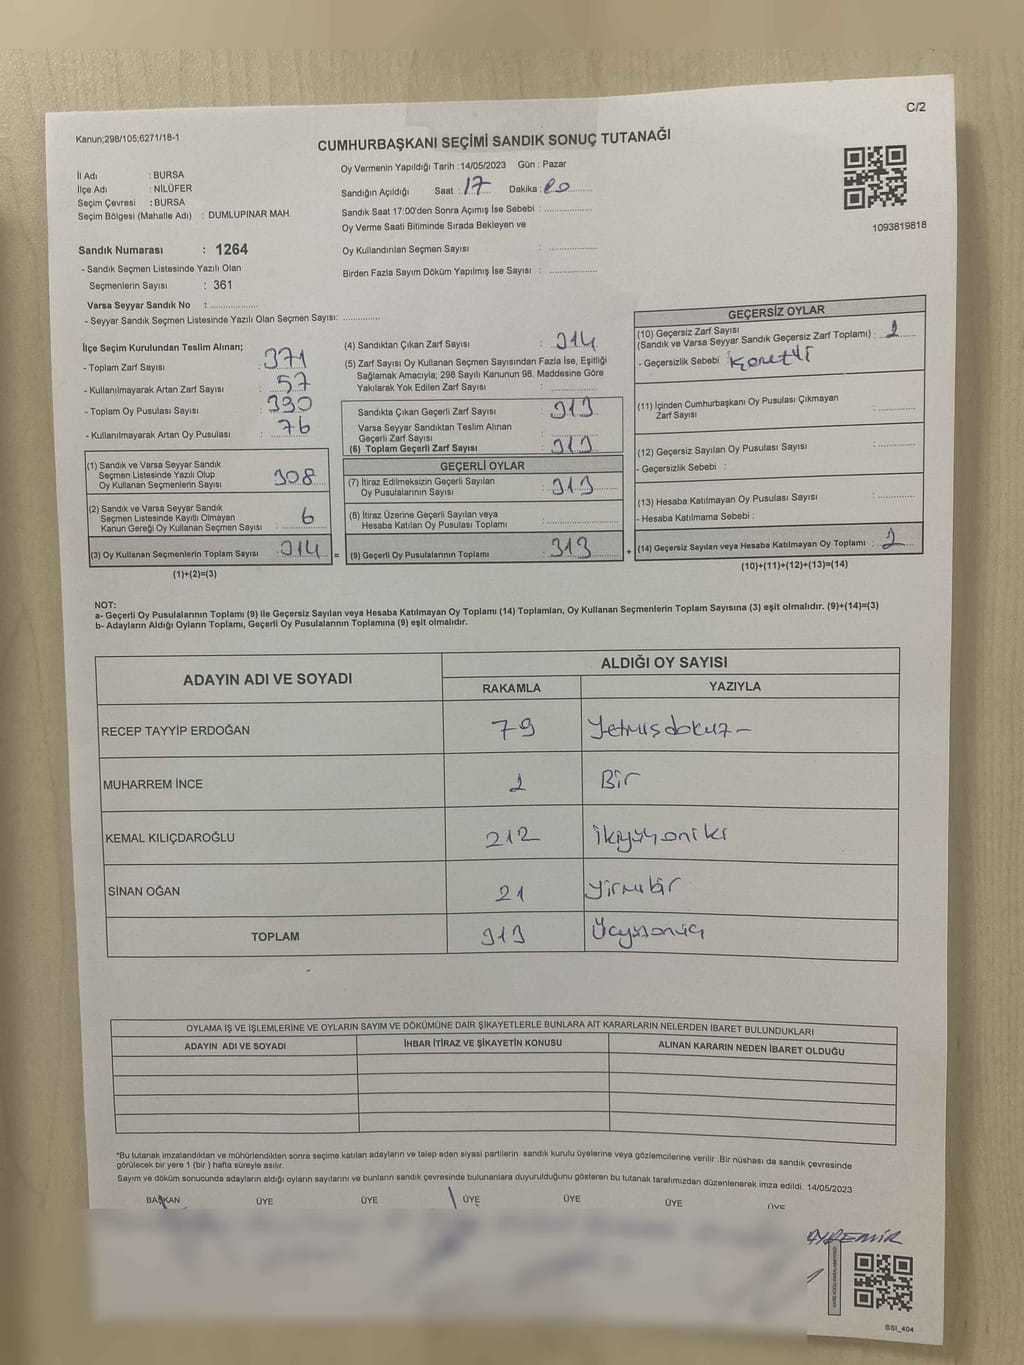 C/2
Kanun;298/105;6271/18-1
CUMHURBAŞKANI SEÇİMİ SANDIK SONUÇ TUTANAĞI
İl Adı : BURSA
İlçe Adı : NİLÜFER
Seçim Çevresi : BURSA
Seçim Bölgesi (Mahalle Adı) : DUMLUPINAR MAH.
Sandık Numarası : 1264
- Sandık Seçmen Listesinde Yazılı Olan
Seçmenlerin Sayısı : 361
Varsa Seyyar Sandık No : ................
- Seyyar Sandık Seçmen Listesinde Yazılı Olan Seçmen Sayısı: ............
Oy Vermenin Yapıldığı Tarih : 14/05/2023 Gün : Pazar
Sandığın Açıldığı Saat : 17 Dakika :
Sandık Saat 17:00'den Sonra Açımış İse Sebebi : ................
Oy Verme Saati Bitiminde Sırada Bekleyen ve
Oy Kullandırılan Seçmen Sayısı : ................
Birden Fazla Sayım Döküm Yapılmış İse Sayısı : ................
1093819818
İlçe Seçim Kurulundan Teslim Alınan;
- Toplam Zarf Sayısı : 371
- Kullanılmayarak Artan Zarf Sayısı : 57
- Toplam Oy Pusulası Sayısı : 390
- Kullanılmayarak Artan Oy Pusulası : 76
(1) Sandık ve Varsa Seyyar Sandık
Seçmen Listesinde Yazılı Olup
Oy Kullanan Seçmenlerin Sayısı 308
(2) Sandık ve Varsa Seyyar Sandık
Seçmen Listesinde Kayıtlı Olmayan
Kanun Gereği Oy Kullanan Seçmen Sayısı : 6
(3) Oy Kullanan Seçmenlerin Toplam Sayısı : 314 =
(1)+(2)=(3)
(4) Sandıktan Çıkan Zarf Sayısı : 314
(5) Zarf Sayısı Oy Kullanan Seçmen Sayısından Fazla İse, Eşitliği
Sağlamak Amacıyla; 298 Sayılı Kanunun 98. Maddesine Göre
Yakılarak Yok Edilen Zarf Sayısı : ................
Sandıkta Çıkan Geçerli Zarf Sayısı : 313
Varsa Seyyar Sandıktan Teslim Alınan
Geçerli Zarf Sayısı : ................
(6) Toplam Geçerli Zarf Sayısı : 313
GEÇERLİ OYLAR
(7) İtiraz Edilmeksizin Geçerli Sayılan
Oy Pusulalarının Sayısı : 313
(8) İtiraz Üzerine Geçerli Sayılan veya
Hesaba Katılan Oy Pusulası Toplamı : ................
(9) Geçerli Oy Pusulalarının Toplamı : 313 +
GEÇERSİZ OYLAR
(10) Geçersiz Zarf Sayısı
(Sandık ve Varsa Seyyar Sandık Geçersiz Zarf Toplamı) : 1
- Geçersizlik Sebebi :
(11) İçinden Cumhurbaşkanı Oy Pusulası Çıkmayan
Zarf Sayısı : ............
(12) Geçersiz Sayılan Oy Pusulası Sayısı : ............
- Geçersizlik Sebebi :
(13) Hesaba Katılmayan Oy Pusulası Sayısı : ............
- Hesaba Katılmama Sebebi :
(14) Geçersiz Sayılan veya Hesaba Katılmayan Oy Toplamı : 1
(10)+(11)+(12)+(13)=(14)
NOT:
a- Geçerli Oy Pusulalarının Toplamı (9) ile Geçersiz Sayılan veya Hesaba Katılmayan Oy Toplamı (14) Toplamları, Oy Kullanan Seçmenlerin Toplam Sayısına (3) eşit olmalıdır. (9)+(14)=(3)
b- Adayların Aldığı Oyların Toplamı, Geçerli Oy Pusulalarının Toplamına (9) eşit olmalıdır.
ADAYIN ADI VE SOYADI ALDIĞI OY SAYISI
RAKAMLA YAZIYLA
RECEP TAYYİP ERDOĞAN 79 Yetmişdokuz
MUHARREM İNCE 1 Bir
KEMAL KILIÇDAROĞLU 212 İkiyüzoniki
SİNAN OĞAN 21 Yirmibir
TOPLAM 313 Üçyüzonüç
OYLAMA İŞ VE İŞLEMLERİNE VE OYLARIN SAYIM VE DÖKÜMÜNE DAİR ŞİKAYETLERLE BUNLARA AİT KARARLARIN NELERDEN İBARET BULUNDUKLARI
ADAYIN ADI VE SOYADI İHBAR İTİRAZ VE ŞİKAYETİN KONUSU ALINAN KARARIN NEDEN İBARET OLDUĞU
*Bu tutanak imzalandıktan ve mühürlendikten sonra seçime katılan adayların ve talep eden siyasi partilerin sandık kurulu üyelerine veya gözlemcilerine verilir .Bir nüshası da sandık çevresinde
görülecek bir yere 1 (bir ) hafta süreyle asılır.
Sayım ve döküm sonucunda adayların aldığı oyların sayılarını ve bunların sandık çevresinde bulunanlara duyurulduğunu gösteren bu tutanak tarafımızdan düzenlenerek imza edildi. 14/05/2023
BAŞKAN ÜYE ÜYE ÜYE ÜYE ÜYE ÜYE
SSI_404